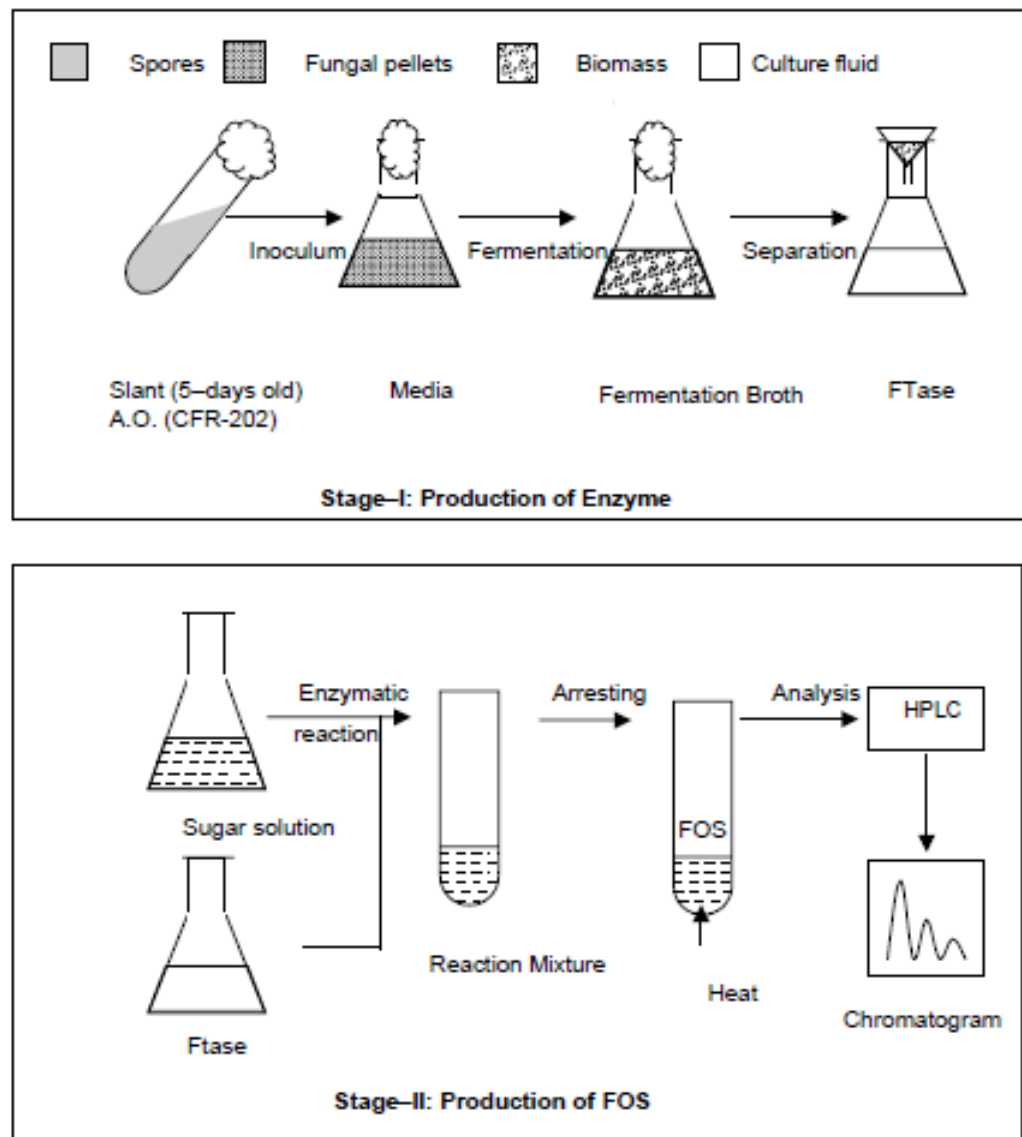 Spores Fungal pellets Biomass Culture fluid
Inoculum Fermentation Separation
Slant (5–days old) Media Fermentation Broth FTase
A.O. (CFR-202)
Stage–I: Production of Enzyme
Enzymatic Arresting Analysis HPLC
reaction
Sugar solution FOS
Reaction Mixture
Heat
Chromatogram
Ftase
Stage–II: Production of FOS